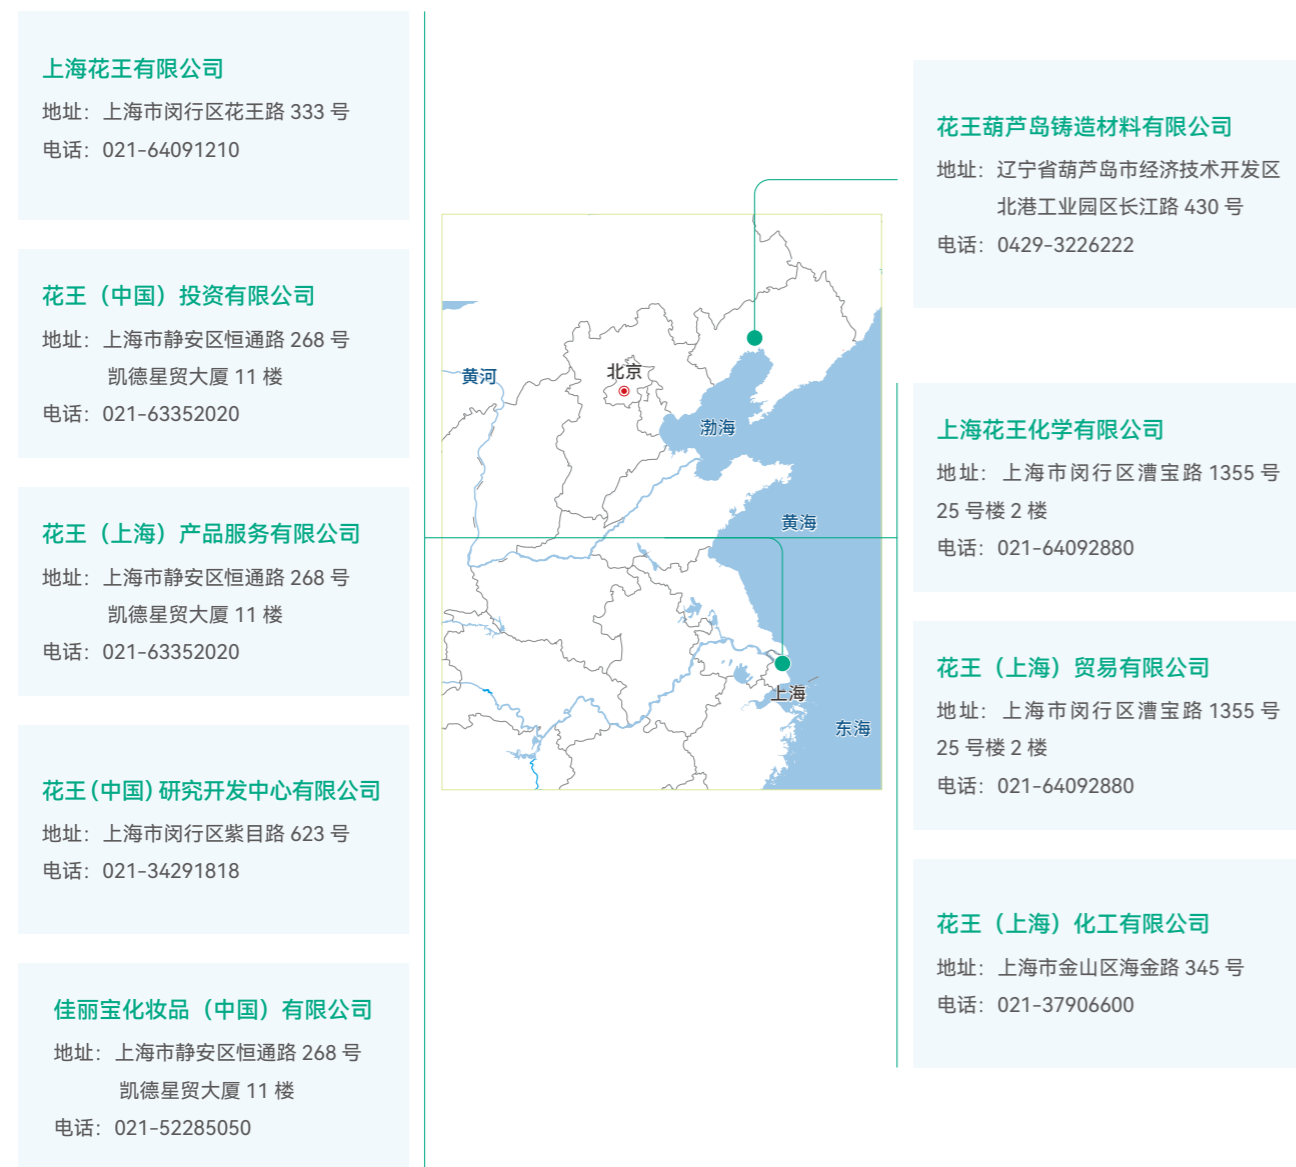 上海花王有限公司
地址：上海市闵行区花王路 333 号
电话：021-64091210
花王（中国）投资有限公司
地址：上海市静安区恒通路 268 号
凯德星贸大厦 11 楼
电话：021-63352020
花王（上海）产品服务有限公司
地址：上海市静安区恒通路 268 号
凯德星贸大厦 11 楼
电话：021-63352020
花王（中国）研究开发中心有限公司
地址：上海市闵行区紫目路 623 号
电话：021-34291818
佳丽宝化妆品（中国）有限公司
地址：上海市静安区恒通路 268 号
凯德星贸大厦 11 楼
电话：021-52285050
北京
黄河
渤海
黄海
上海
东海
花王葫芦岛铸造材料有限公司
地址：辽宁省葫芦岛市经济技术开发区
北港工业园区长江路 430 号
电话：0429-3226222
上海花王化学有限公司
地址：上海市闵行区漕宝路 1355 号
25 号楼 2 楼
电话：021-64092880
花王（上海）贸易有限公司
地址：上海市闵行区漕宝路 1355 号
25 号楼 2 楼
电话：021-64092880
花王（上海）化工有限公司
地址：上海市金山区海金路 345 号
电话：021-37906600